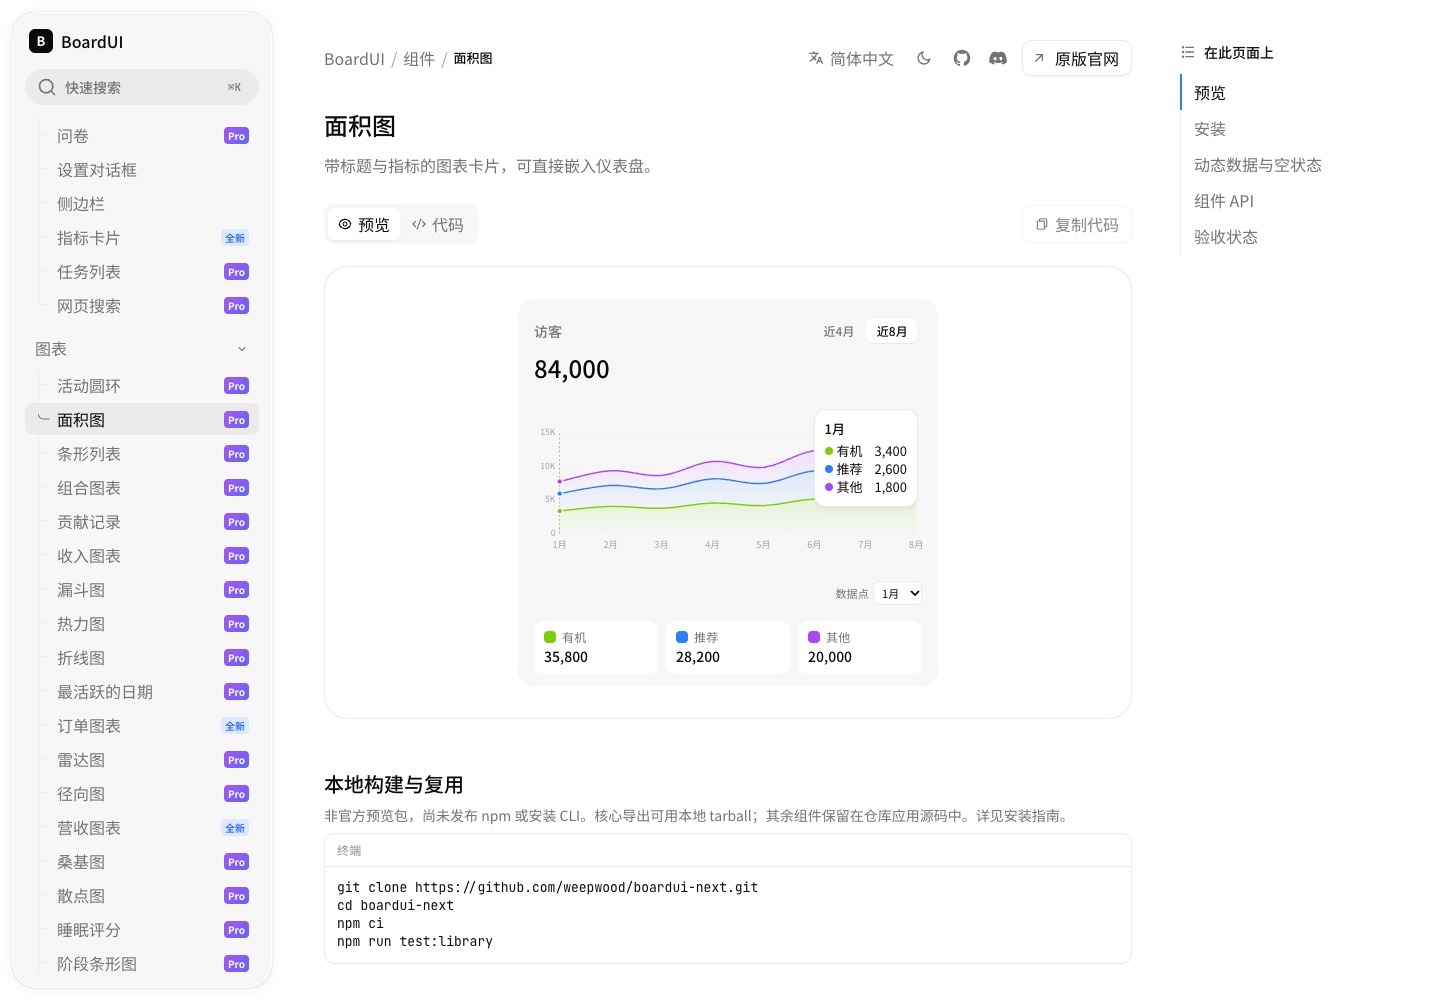 B BoardUI
快速搜索 ⌘K
问卷 Pro
设置对话框
侧边栏
指标卡片 全新
任务列表 Pro
网页搜索 Pro
图表
活动圆环 Pro
面积图 Pro
条形列表 Pro
组合图表 Pro
贡献记录 Pro
收入图表 Pro
漏斗图 Pro
热力图 Pro
折线图 Pro
最活跃的日期 Pro
订单图表 全新
雷达图 Pro
径向图 Pro
营收图表 全新
桑基图 Pro
散点图 Pro
睡眠评分 Pro
阶段条形图 Pro
BoardUI / 组件 / 面积图
简体中文
原版官网
面积图
带标题与指标的图表卡片，可直接嵌入仪表盘。
预览 代码
复制代码
访客 近4月 近8月
84,000
15K
10K
5K
0
1月 2月 3月 4月 5月 6月 7月 8月
1月
有机 3,400
推荐 2,600
其他 1,800
数据点 1月
有机 推荐 其他
35,800 28,200 20,000
本地构建与复用
非官方预览包，尚未发布 npm 或安装 CLI。核心导出可用本地 tarball；其余组件保留在仓库应用源码中。详见安装指南。
终端
git clone https://github.com/weepwood/boardui-next.git
cd boardui-next
npm ci
npm run test:library
在此页面上
预览
安装
动态数据与空状态
组件 API
验收状态